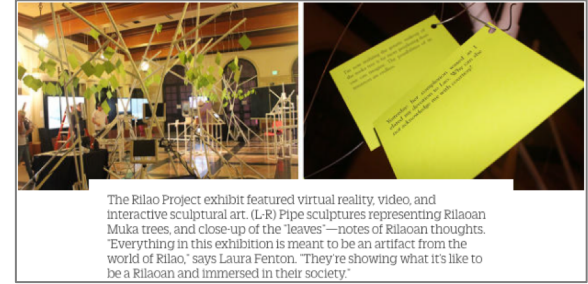 The Rilao Project exhibit featured virtual reality, video, and
interactive sculptural art. (L-R) Pipe sculptures representing Rilaoan
Muka trees, and close-up of the "leaves"—notes of Rilaoan thoughts.
"Everything in this exhibition is meant to be an artifact from the
world of Rilao," says Laura Fenton. "They're showing what it's like to
be a Rilaoan and immersed in their society."